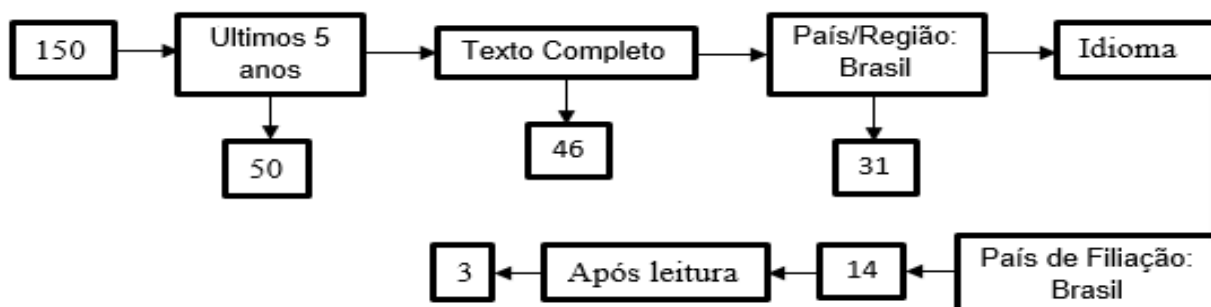 150
Ultimos 5
anos
Texto Completo
País/Região:
Brasil
Idioma
50
46
31
3
Após leitura
14
País de Filiação:
Brasil